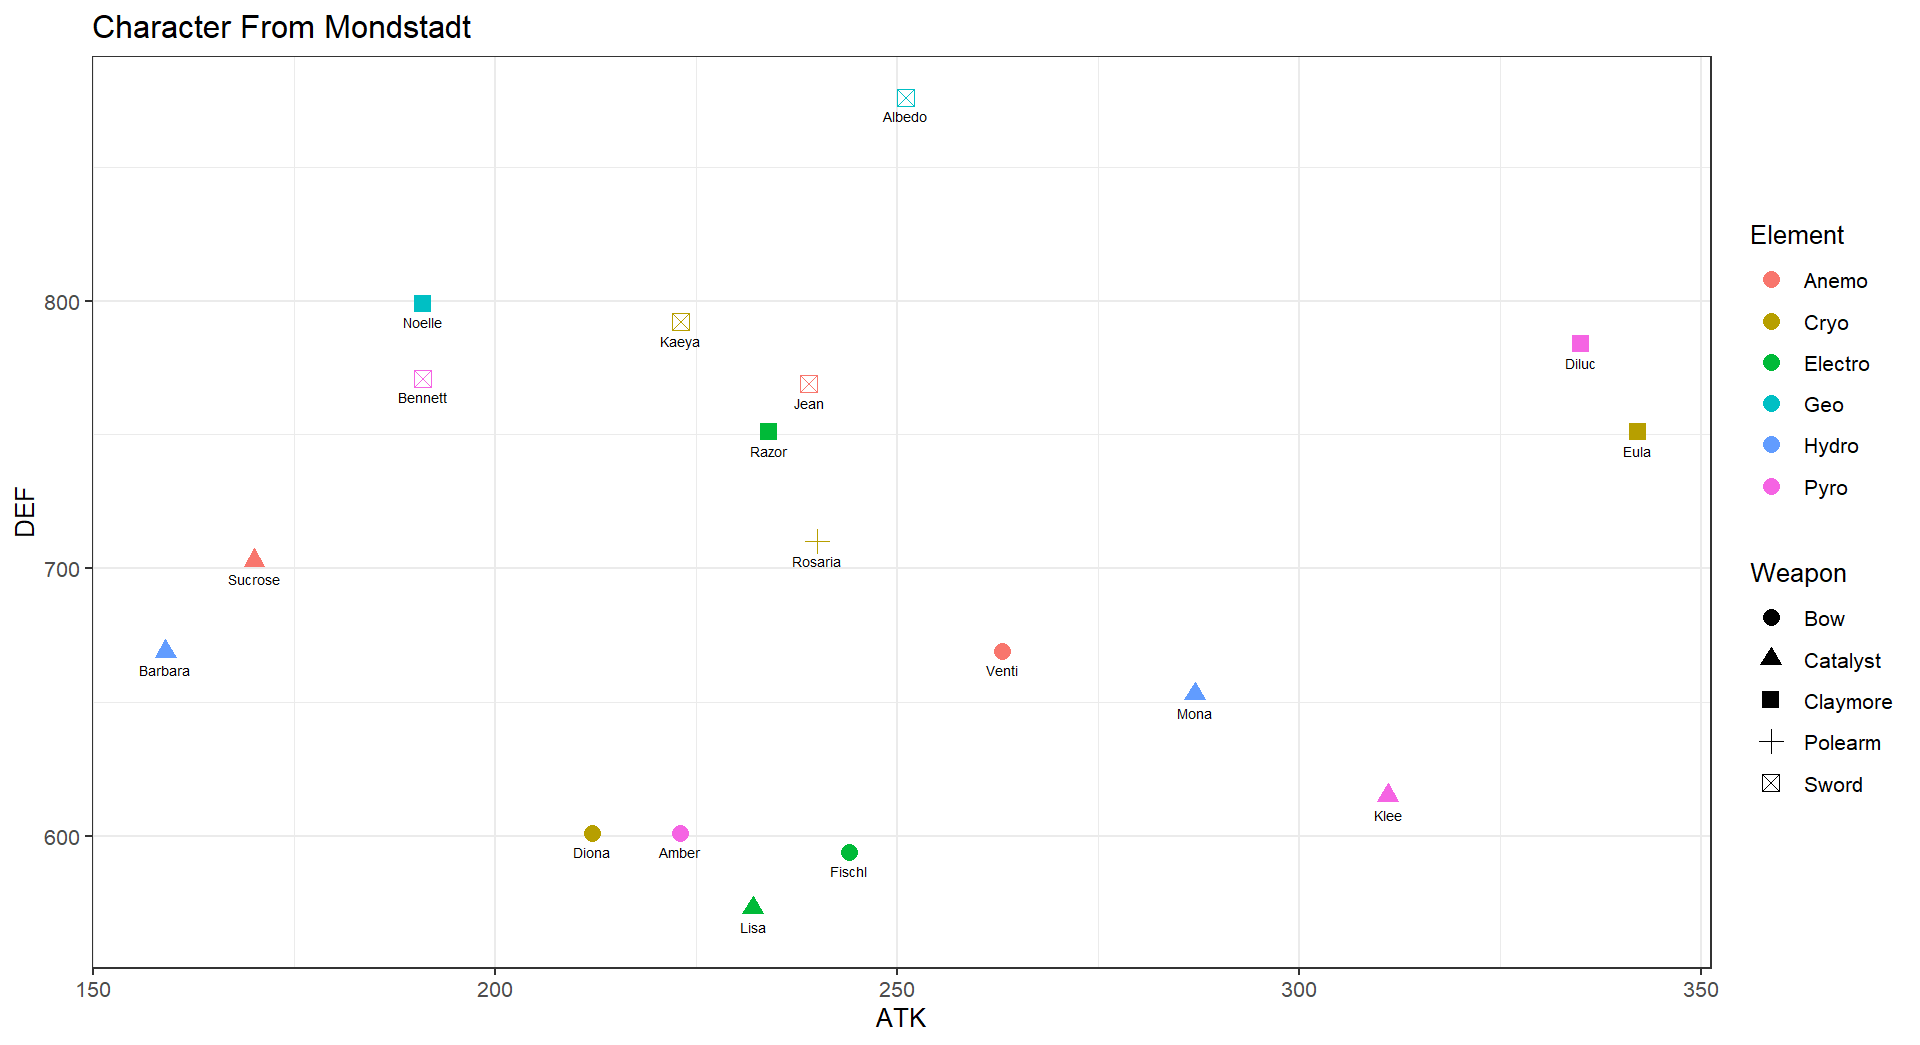 Character From Mondstadt
Albedo
Noelle
Kaeya
Diluc
Bennett
Jean
Razor
Eula
Rosaria
Sucrose
Barbara
Venti
Mona
Klee
Diona
Amber
Fischl
Lisa
800
700
600
DEF
150 200 250 300 350
ATK
Element
Anemo
Cryo
Electro
Geo
Hydro
Pyro
Weapon
Bow
Catalyst
Claymore
Polearm
Sword